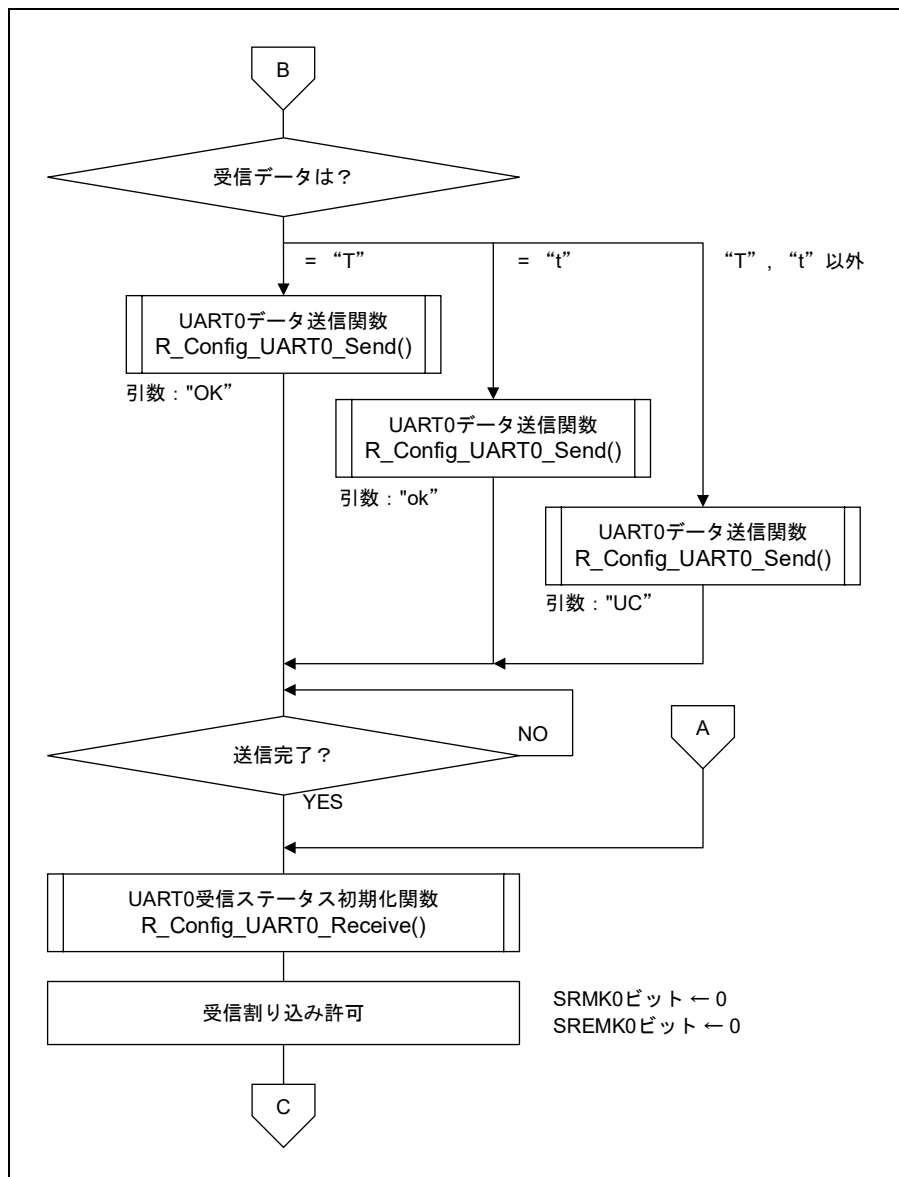 B
受信データは？
= “T”
= “t”
“T”, “t”以外
UART0データ送信関数
R_Config_UART0_Send()
引数："OK”
UART0データ送信関数
R_Config_UART0_Send()
引数："ok”
UART0データ送信関数
R_Config_UART0_Send()
引数："UC”
A
NO
送信完了？
YES
UART0受信ステータス初期化関数
R_Config_UART0_Receive()
受信割り込み許可
SRMK0ビット ← 0
SREMK0ビット ← 0
C